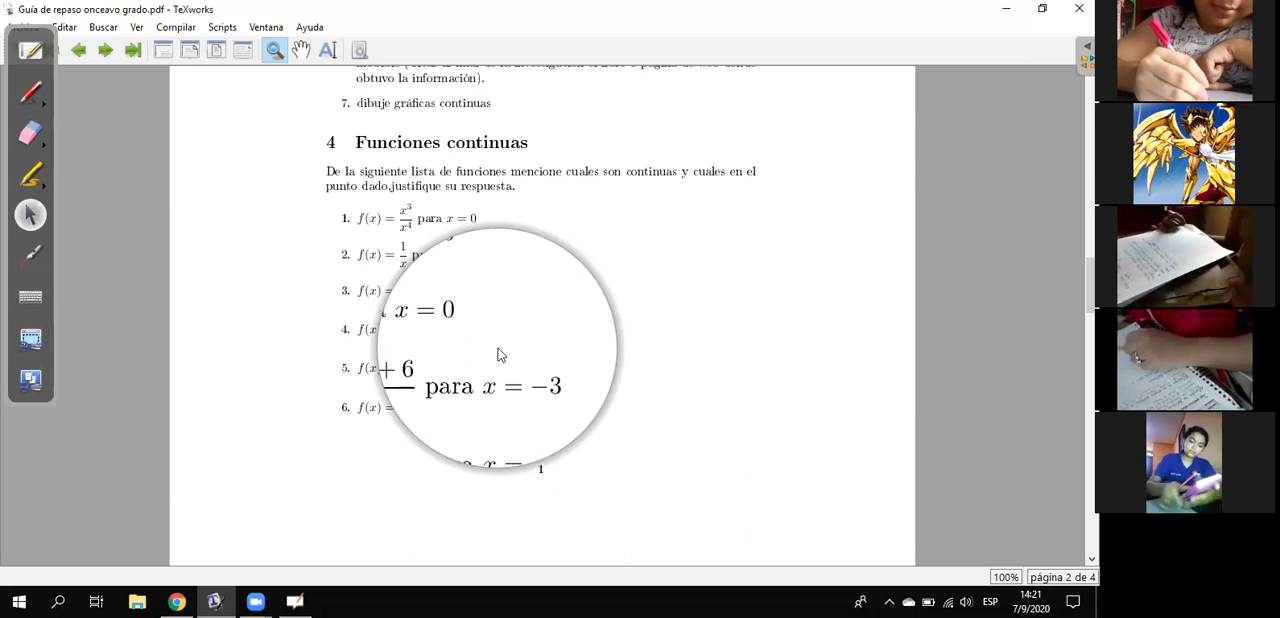 Guía de repaso onceavo grado.pdf - TeXworks
Editar Buscar Ver Compilar Scripts Ventana Ayuda
obtuvo la información).
7. dibuje gráficas continuas
4 Funciones continuas
De la siguiente lista de funciones mencione cuales son continuas y cuales en el
punto dado,justifique su respuesta.
1. f(x) = x³/x⁴ para x = 0
2. f(x) = 1/x
3. f(x) =
x = 0
4. f(x
5. f(x + 6 para x = −3
6. f(x) =
x =
1
100% página 2 de 4
ESP
14:21
7/9/2020